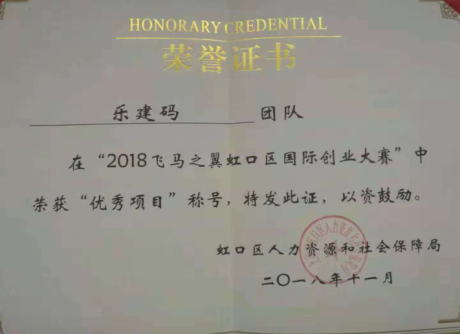 HONORARY CREDENTIAL
荣誉证书
乐建码 团队
在“2018飞马之翼虹口区国际创业大赛”中
荣获“优秀项目”称号，特发此证，以资鼓励。
虹口区人力资源和社会保障局
二〇一八年十一月